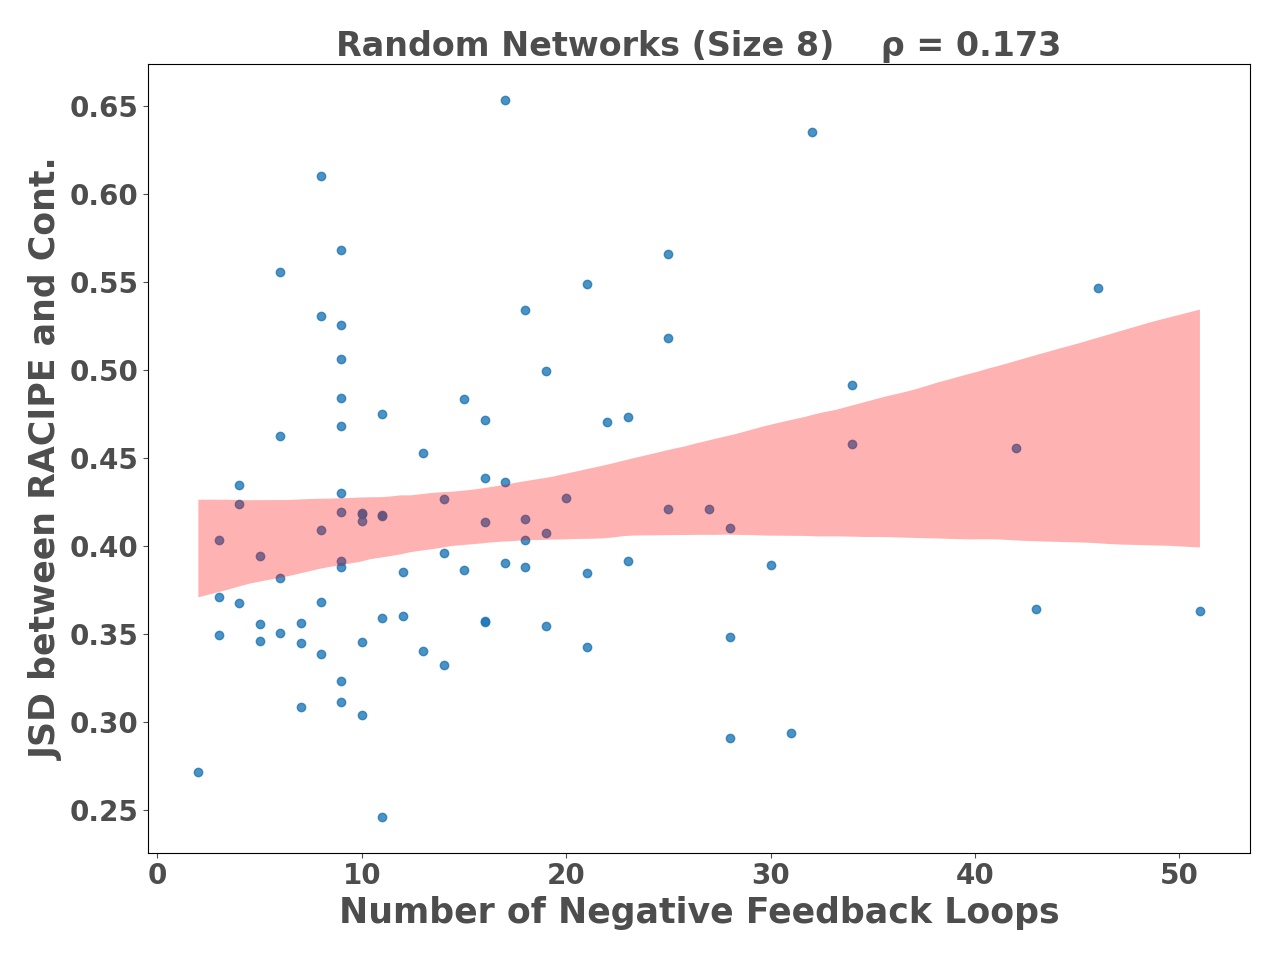 Random Networks (Size 8)    ρ = 0.173
JSD between RACIPE and Cont.
0.65
0.60
0.55
0.50
0.45
0.40
0.35
0.30
0.25
0 10 20 30 40 50
Number of Negative Feedback Loops